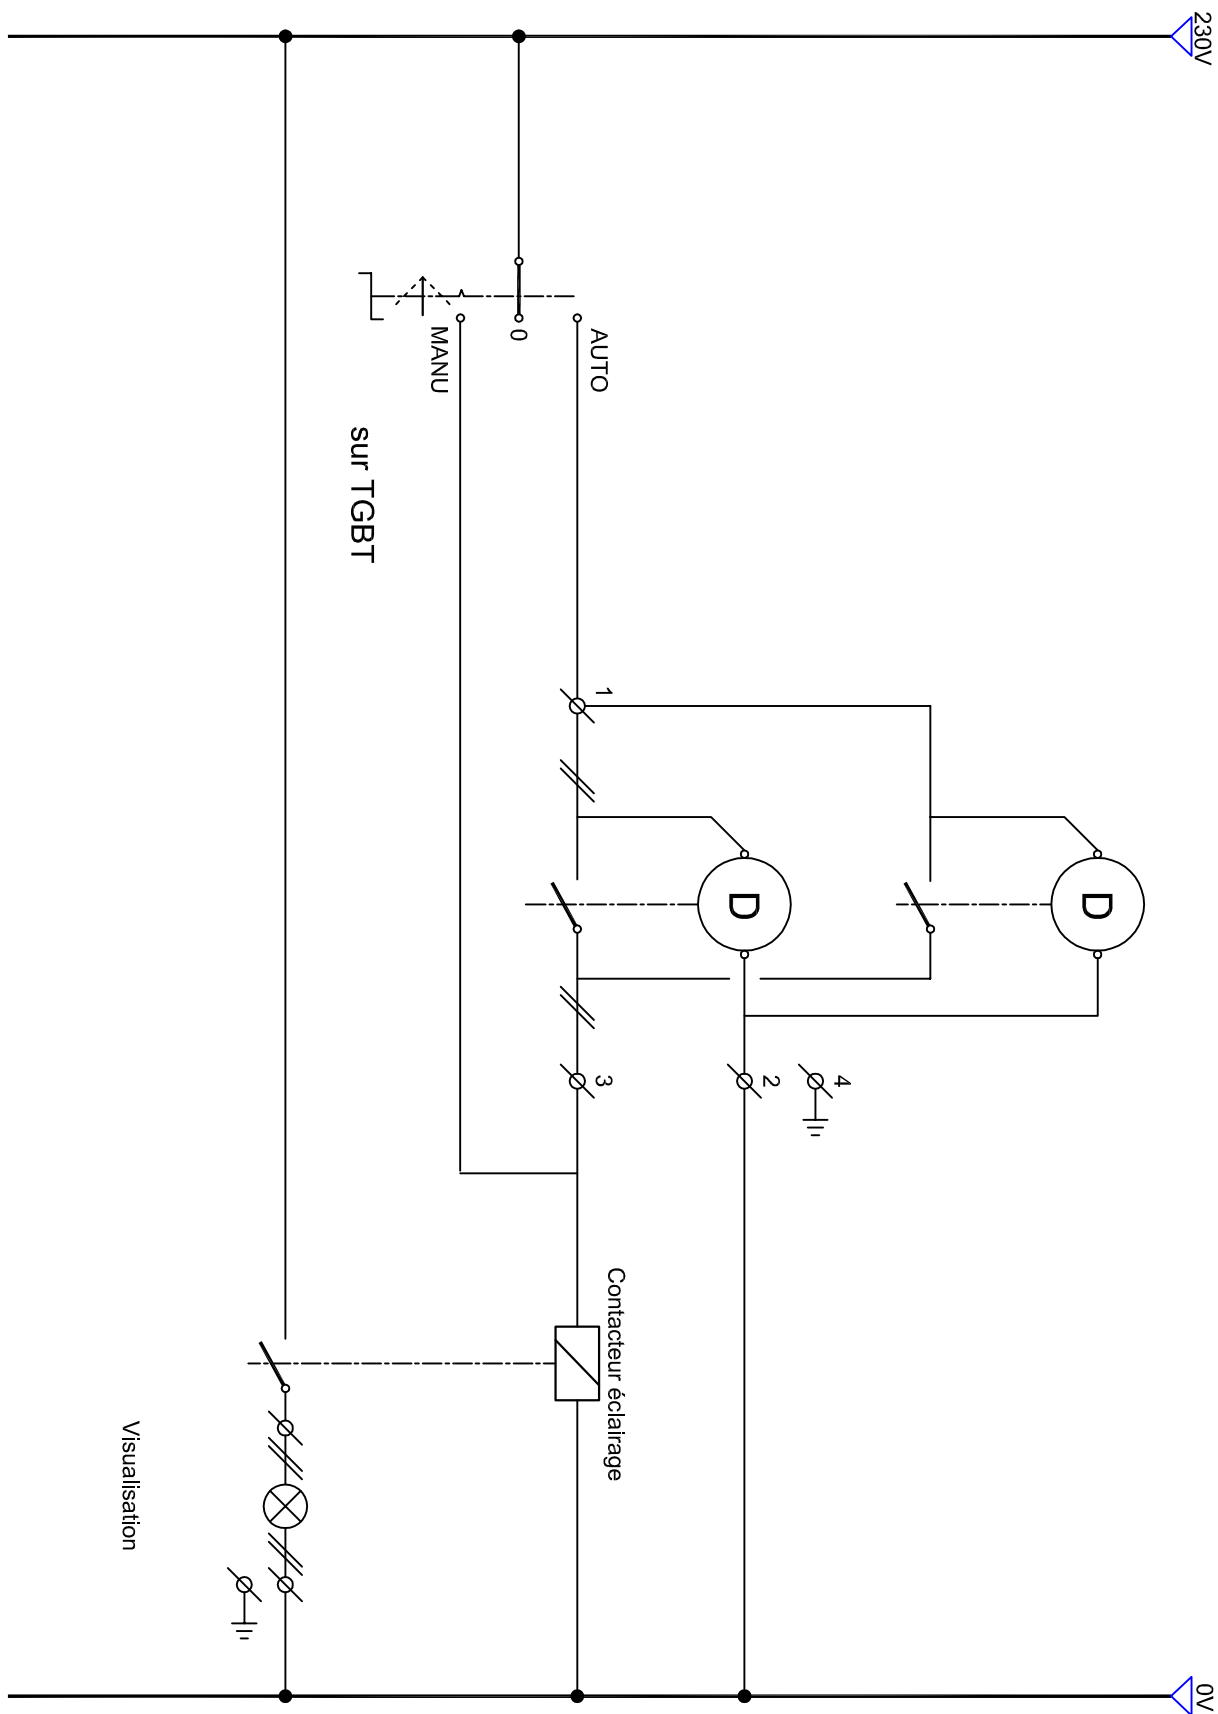 230V
0V
D
D
4
2
1
3
AUTO
0
MANU
sur TGBT
Contacteur éclairage
Visualisation